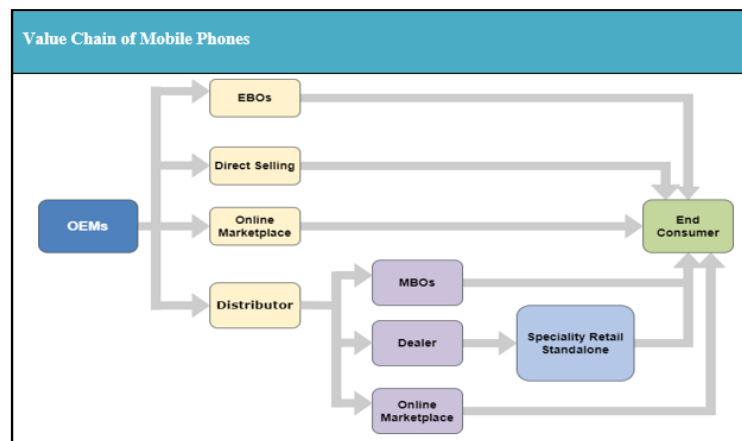 Value Chain of Mobile Phones
EBOs
Direct Selling
OEMs
Online
Marketplace
End
Consumer
Distributor
MBOs
Dealer
Speciality Retail
Standalone
Online
Marketplace